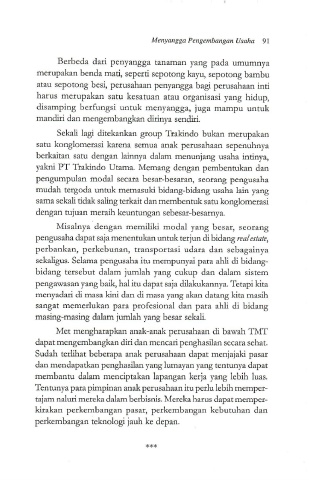 Menyangga Pengembangan Usaha 91
Berbeda dari penyangga tanaman yang pada umumnya
merupakan benda mati, seperti sepotong kayu, sepotong bambu
atau sepotong besi, perusahaan penyangga bagi perusahaan inti
harus merupakan satu kesatuan atau organisasi yang hidup,
disamping berfungsi untuk menyangga, juga mampu untuk
mandiri dan mengembangkan dirinya sendiri.
Sekali lagi ditekankan group Trakindo bukan merupakan
satu konglomerasi karena semua anak perusahaan sepenuhnya
berkaitan satu dengan lainnya dalam menunjang usaha intinya,
yakni PT Trakindo Utama. Memang dengan pembentukan dan
pengumpulan modal secara besar-besaran, seorang pengusaha
mudah tergoda untuk memasuki bidang-bidang usaha lain yang
sama sekali tidak saling terkait dan membentuk satu konglomerasi
dengan tujuan meraih keuntungan sebesar-besarnya.
Misalnya dengan memiliki modal yang besar, seorang
pengusaha dapat saja menentukan untuk terjun di bidang real estate,
perbankan, perkebunan, transportasi udara dan sebagainya
sekaligus. Selama pengusaha itu mempunyai para ahli di bidang-
bidang tersebut dalam jumlah yang cukup dan dalam sistem
pengawasan yang baik, hal itu dapat saja dilakukannya. Tetapi kita
menyadari di masa kini dan di masa yang akan datang kita masih
sangat memerlukan para profesional dan para ahli di bidang
masing-masing dalam jumlah yang besar sekali.
Met mengharapkan anak-anak perusahaan di bawah TMT
dapat mengembangkan diri dan mencari penghasilan secara sehat.
Sudah terlihat beberapa anak perusahaan dapat menjajaki pasar
dan mendapatkan penghasilan yang lumayan yang tentunya dapat
membantu dalam menciptakan lapangan kerja yang lebih luas.
Tentunya para pimpinan anak perusahaan itu perlu lebih memper-
tajam naluri mereka dalam berbisnis. Mereka harus dapat memper-
kirakan perkembangan pasar, perkembangan kebutuhan dan
perkembangan teknologi jauh ke depan.
***